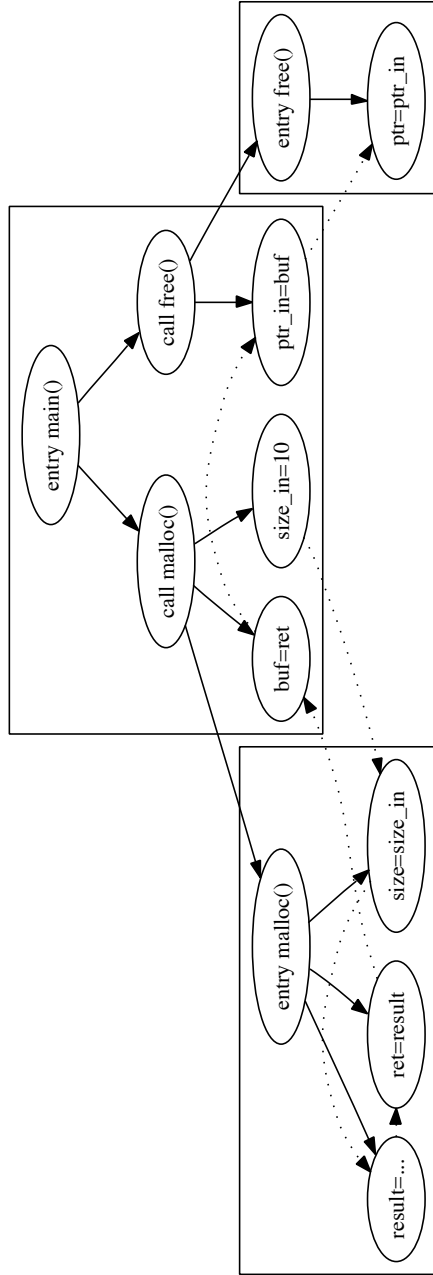 entry main()
call malloc()
call free()
buf=ret
size_in=10
ptr_in=buf
entry malloc()
result=...
ret=result
size=size_in
entry free()
ptr=ptr_in